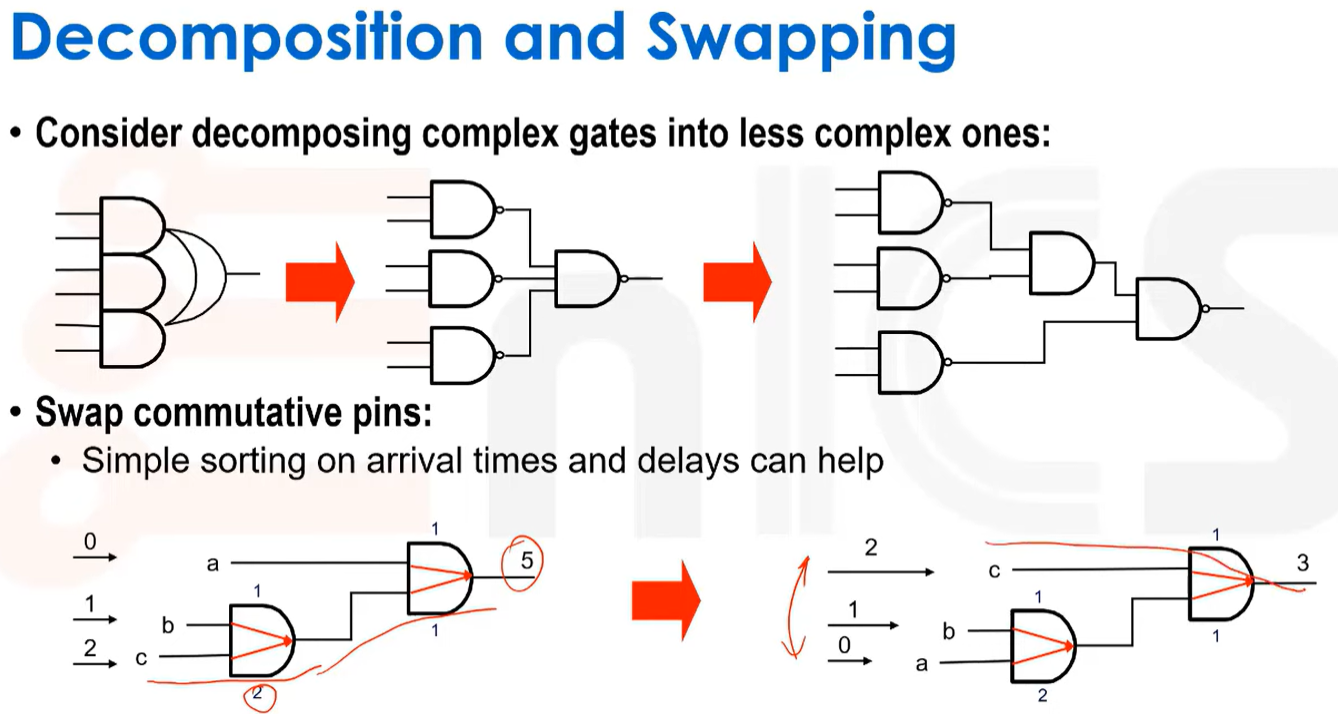 Decomposition and Swapping
• Consider decomposing complex gates into less complex ones:
• Swap commutative pins:
• Simple sorting on arrival times and delays can help
0
a
1
5
1
b
1
1
2
c
2
2
c
1
3
1
b
1
1
0
a
2
enICS